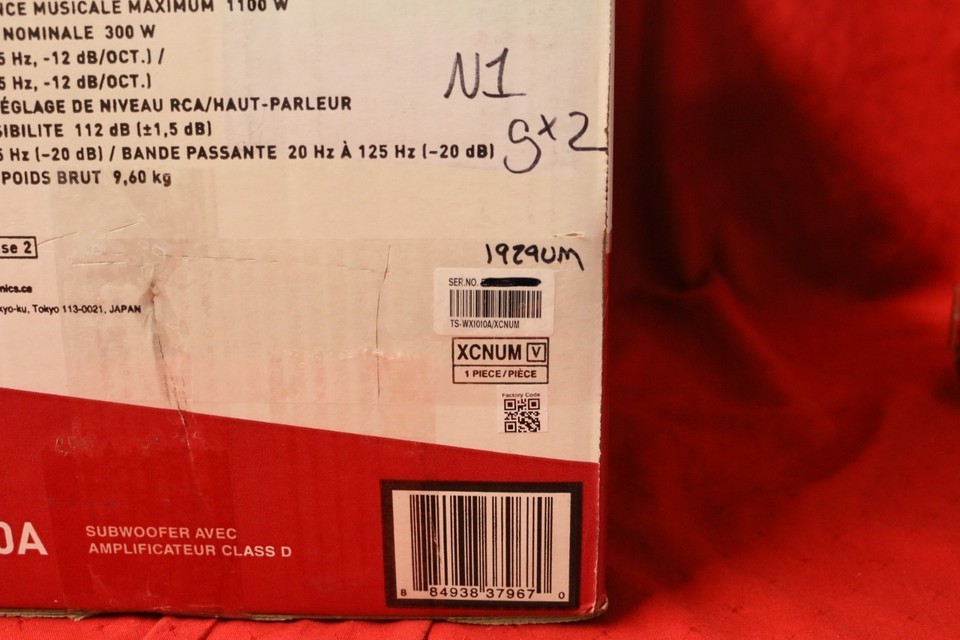 NCE MUSICALE MAXIMUM 1100 W
NOMINALE 300 W
5 Hz, -12 dB/OCT.) /
5 Hz, -12 dB/OCT.)
ÉGLAGE DE NIVEAU RCA/HAUT-PARLEUR
SIBILITE 112 dB (±1,5 dB)
5 Hz (-20 dB) / BANDE PASSANTE 20 Hz À 125 Hz (-20 dB)
POIDS BRUT 9,60 kg
N1
gx2
se 2
1929UM
nics.ca
kyo-ku, Tokyo 113-0021, JAPAN
SER.NO.
TS-WX1010A/XCNUM
XCNUM V
1 PIECE/PIÈCE
Factory Code
0A
SUBWOOFER AVEC
AMPLIFICATEUR CLASS D
8 84938 37967 0